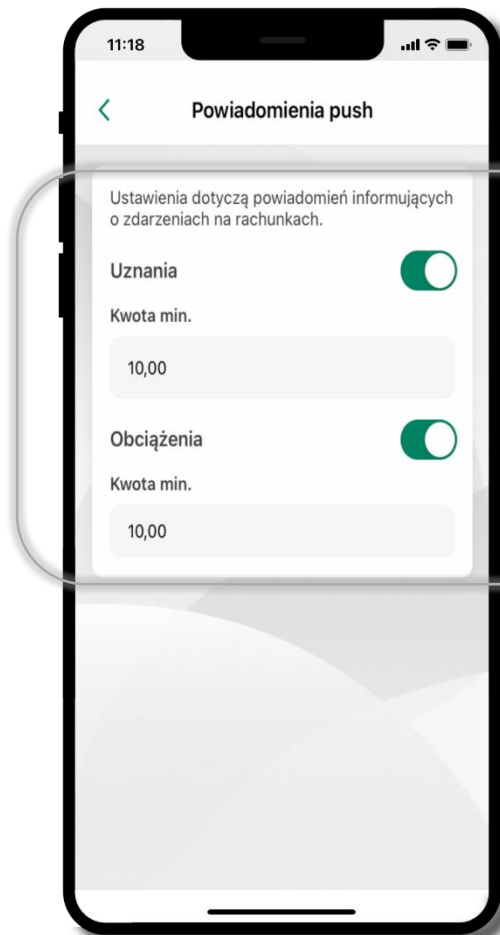 11:18
Powiadomienia push
Ustawienia dotyczą powiadomień informujących
o zdarzeniach na rachunkach.
Uznania
Kwota min.
10,00
Obciążenia
Kwota min.
10,00